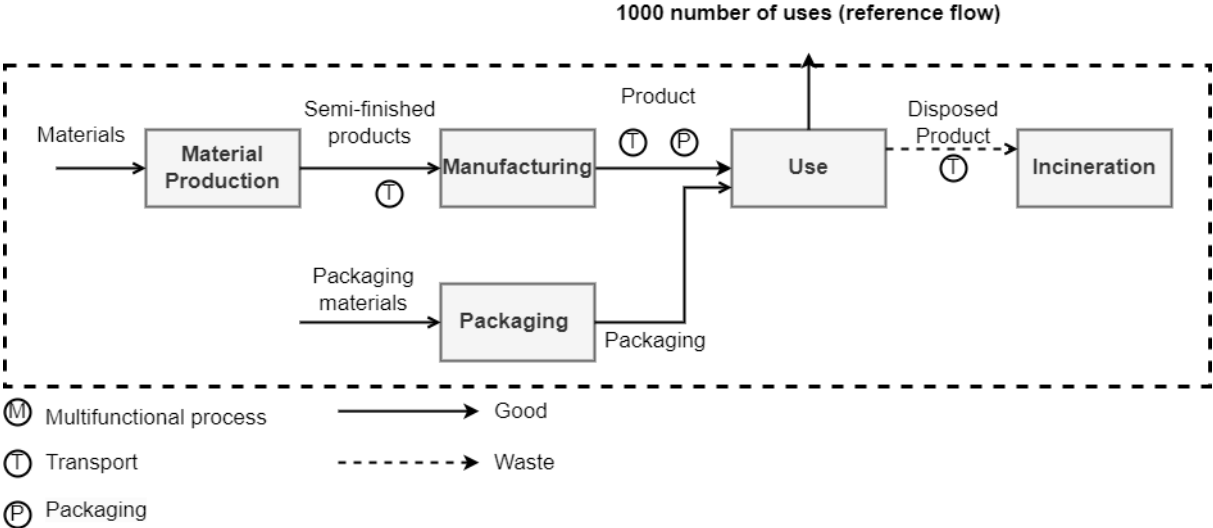 1000 number of uses (reference flow)
Materials
Material
Production
Semi-finished
products
T
Manufacturing
Product
T
P
Use
Disposed
Product
T
Incineration
Packaging
materials
Packaging
Packaging
M Multifunctional process
Good
T Transport
Waste
P Packaging